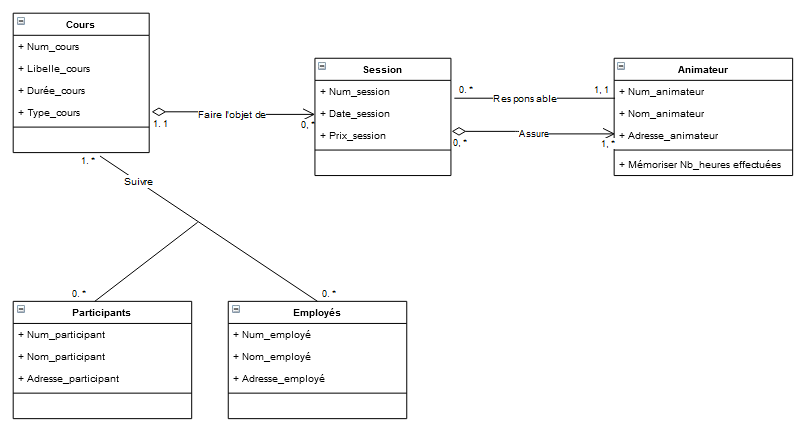 Cours
+ Num_cours
+ Libelle_cours
+ Durée_cours
+ Type_cours
1. 1
Faire l'objet de
0, *
Session
+ Num_session
+ Date_session
+ Prix_session
0. *
Responsable
1, 1
0, *
Assure
1, *
Animateur
+ Num_animateur
+ Nom_animateur
+ Adresse_animateur
+ Mémoriser Nb_heures effectuées
1. *
Suivre
0. *
0. *
Participants
+ Num_participant
+ Nom_participant
+ Adresse_participant
Employés
+ Num_employé
+ Nom_employé
+ Adresse_employé